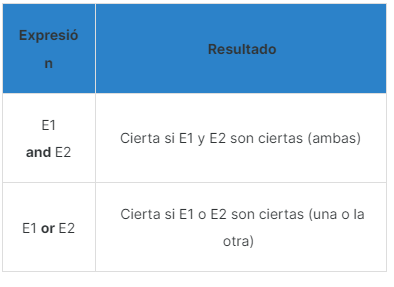 Expresió
n
Resultado
E1
and E2
Cierta si E1 y E2 son ciertas (ambas)
E1 or E2
Cierta si E1 o E2 son ciertas (una o la
otra)